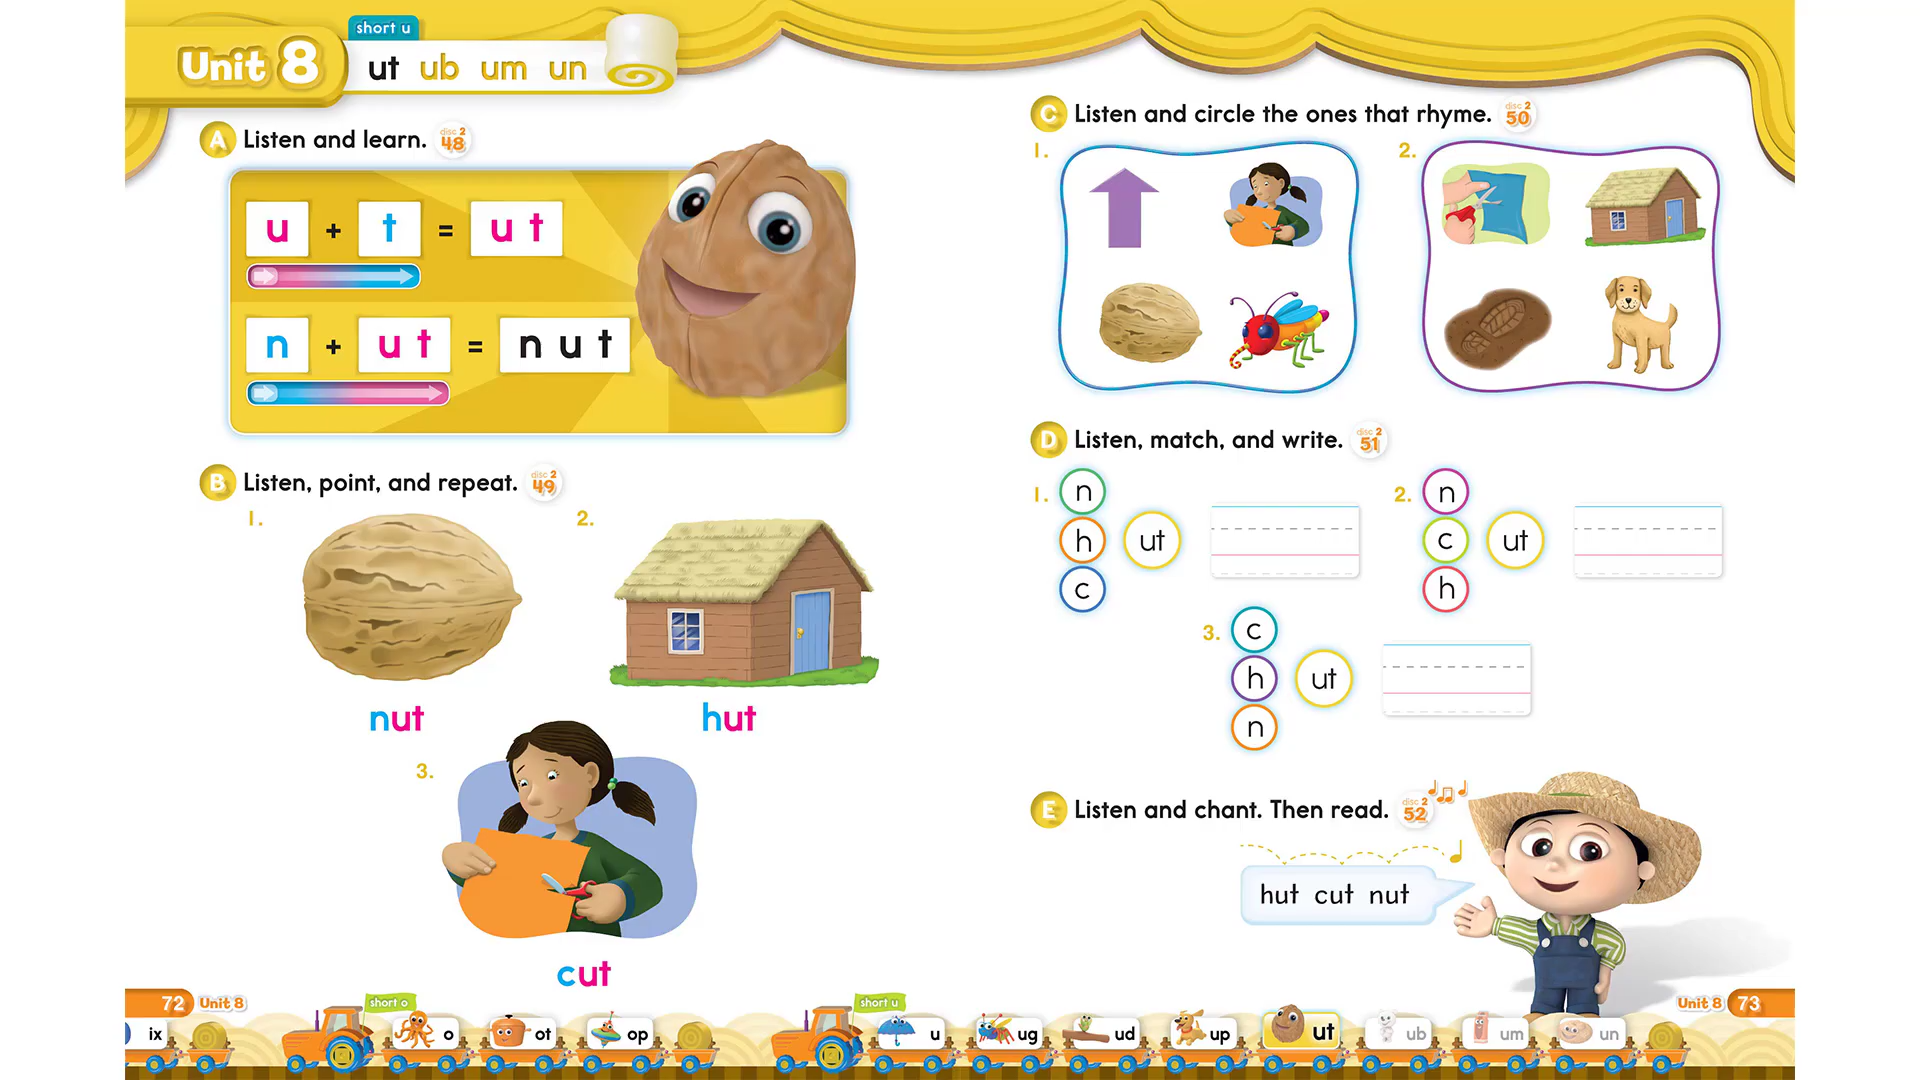 Unit 8
short u
ut ub um un
A Listen and learn. disc 2 48
u + t = u t
n + u t = n u t
B Listen, point, and repeat. disc 2 49
1.
2.
nut
hut
3.
cut
72 Unit 8
C Listen and circle the ones that rhyme. disc 2 50
1.
2.
D Listen, match, and write. disc 2 51
1. n
h ut
c
2. n
c ut
h
3. c
h ut
n
E Listen and chant. Then read. disc 2 52
hut cut nut
Unit 8 73
short o
short u
ix o ot op u ug ud up ut ub um un